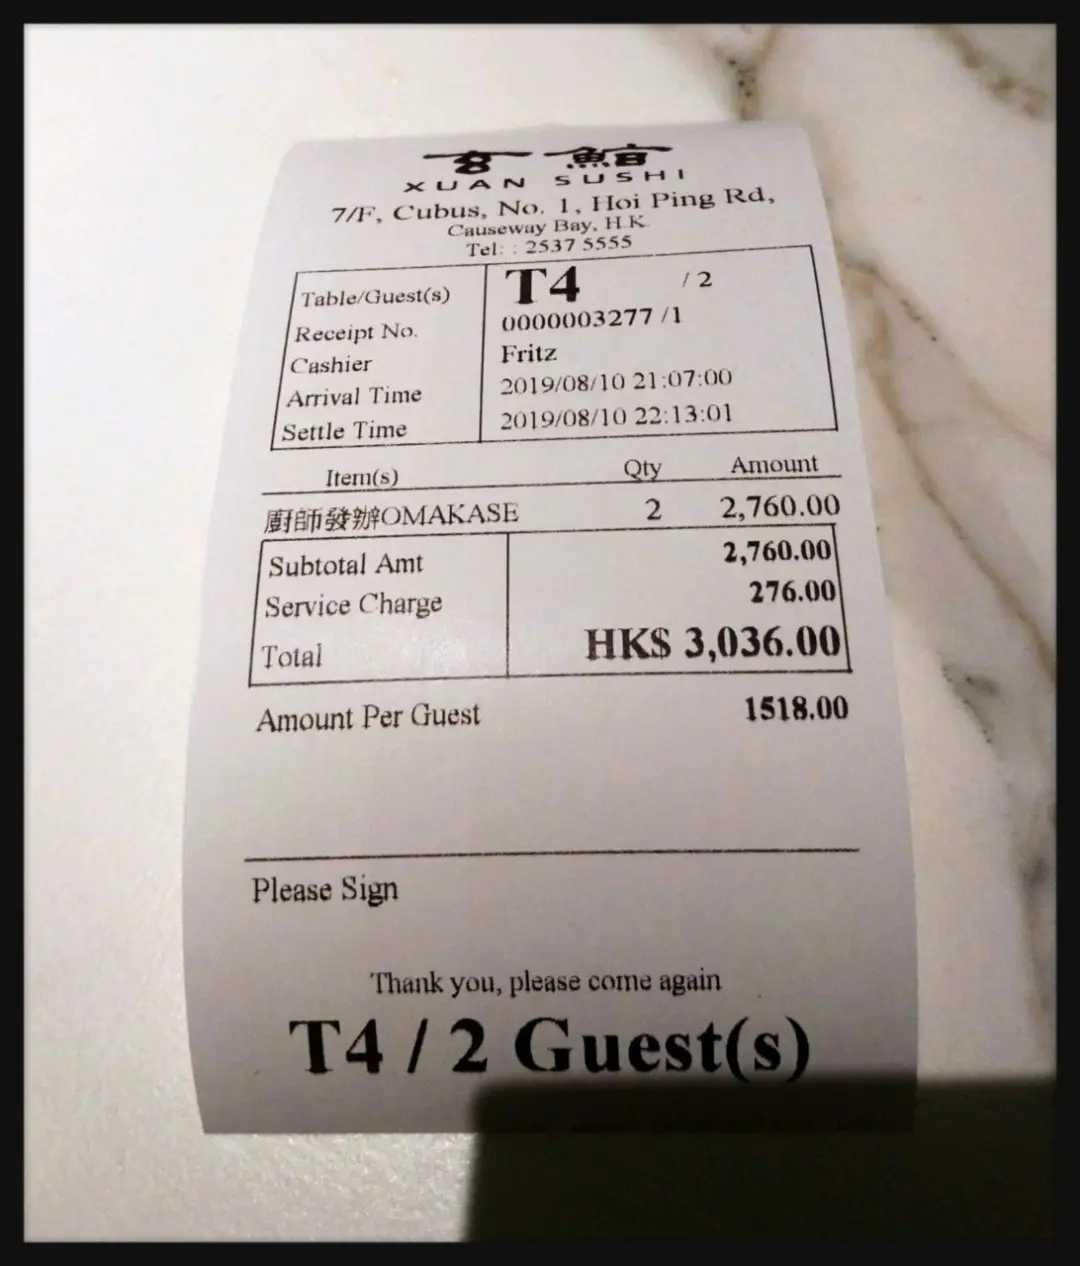 玄鮨
XUAN SUSHI
7/F, Cubus, No. 1, Hoi Ping Rd,
Causeway Bay, H.K.
Tel: : 2537 5555
Table/Guest(s) T4 / 2
Receipt No. 0000003277 /1
Cashier Fritz
Arrival Time 2019/08/10 21:07:00
Settle Time 2019/08/10 22:13:01
Item(s) Qty Amount
廚師發辦OMAKASE 2 2,760.00
Subtotal Amt 2,760.00
Service Charge 276.00
Total HK$ 3,036.00
Amount Per Guest 1518.00
Please Sign
Thank you, please come again
T4 / 2 Guest(s)